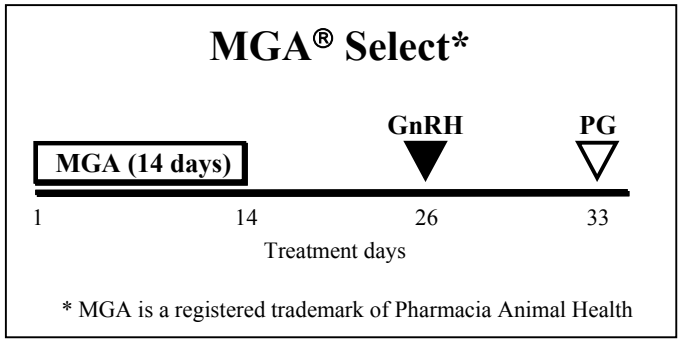 MGA® Select*
GnRH PG
MGA (14 days)
1 14 26 33
Treatment days
* MGA is a registered trademark of Pharmacia Animal Health